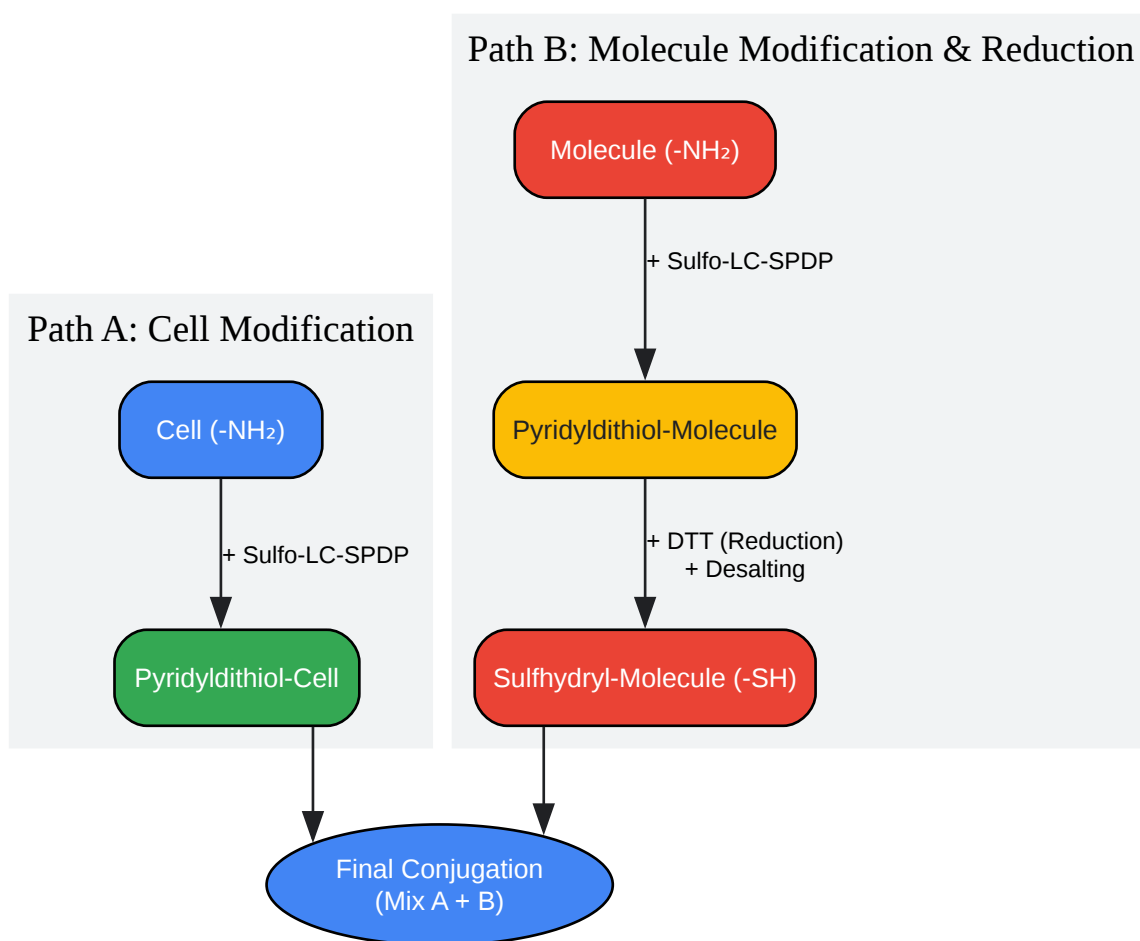 Path B: Molecule Modification & Reduction
Molecule (-NH₂)
+ Sulfo-LC-SPDP
Path A: Cell Modification
Cell (-NH₂)
Pyridyldithiol-Molecule
+ Sulfo-LC-SPDP
+ DTT (Reduction)
+ Desalting
Pyridyldithiol-Cell
Sulfhydryl-Molecule (-SH)
Final Conjugation
(Mix A + B)